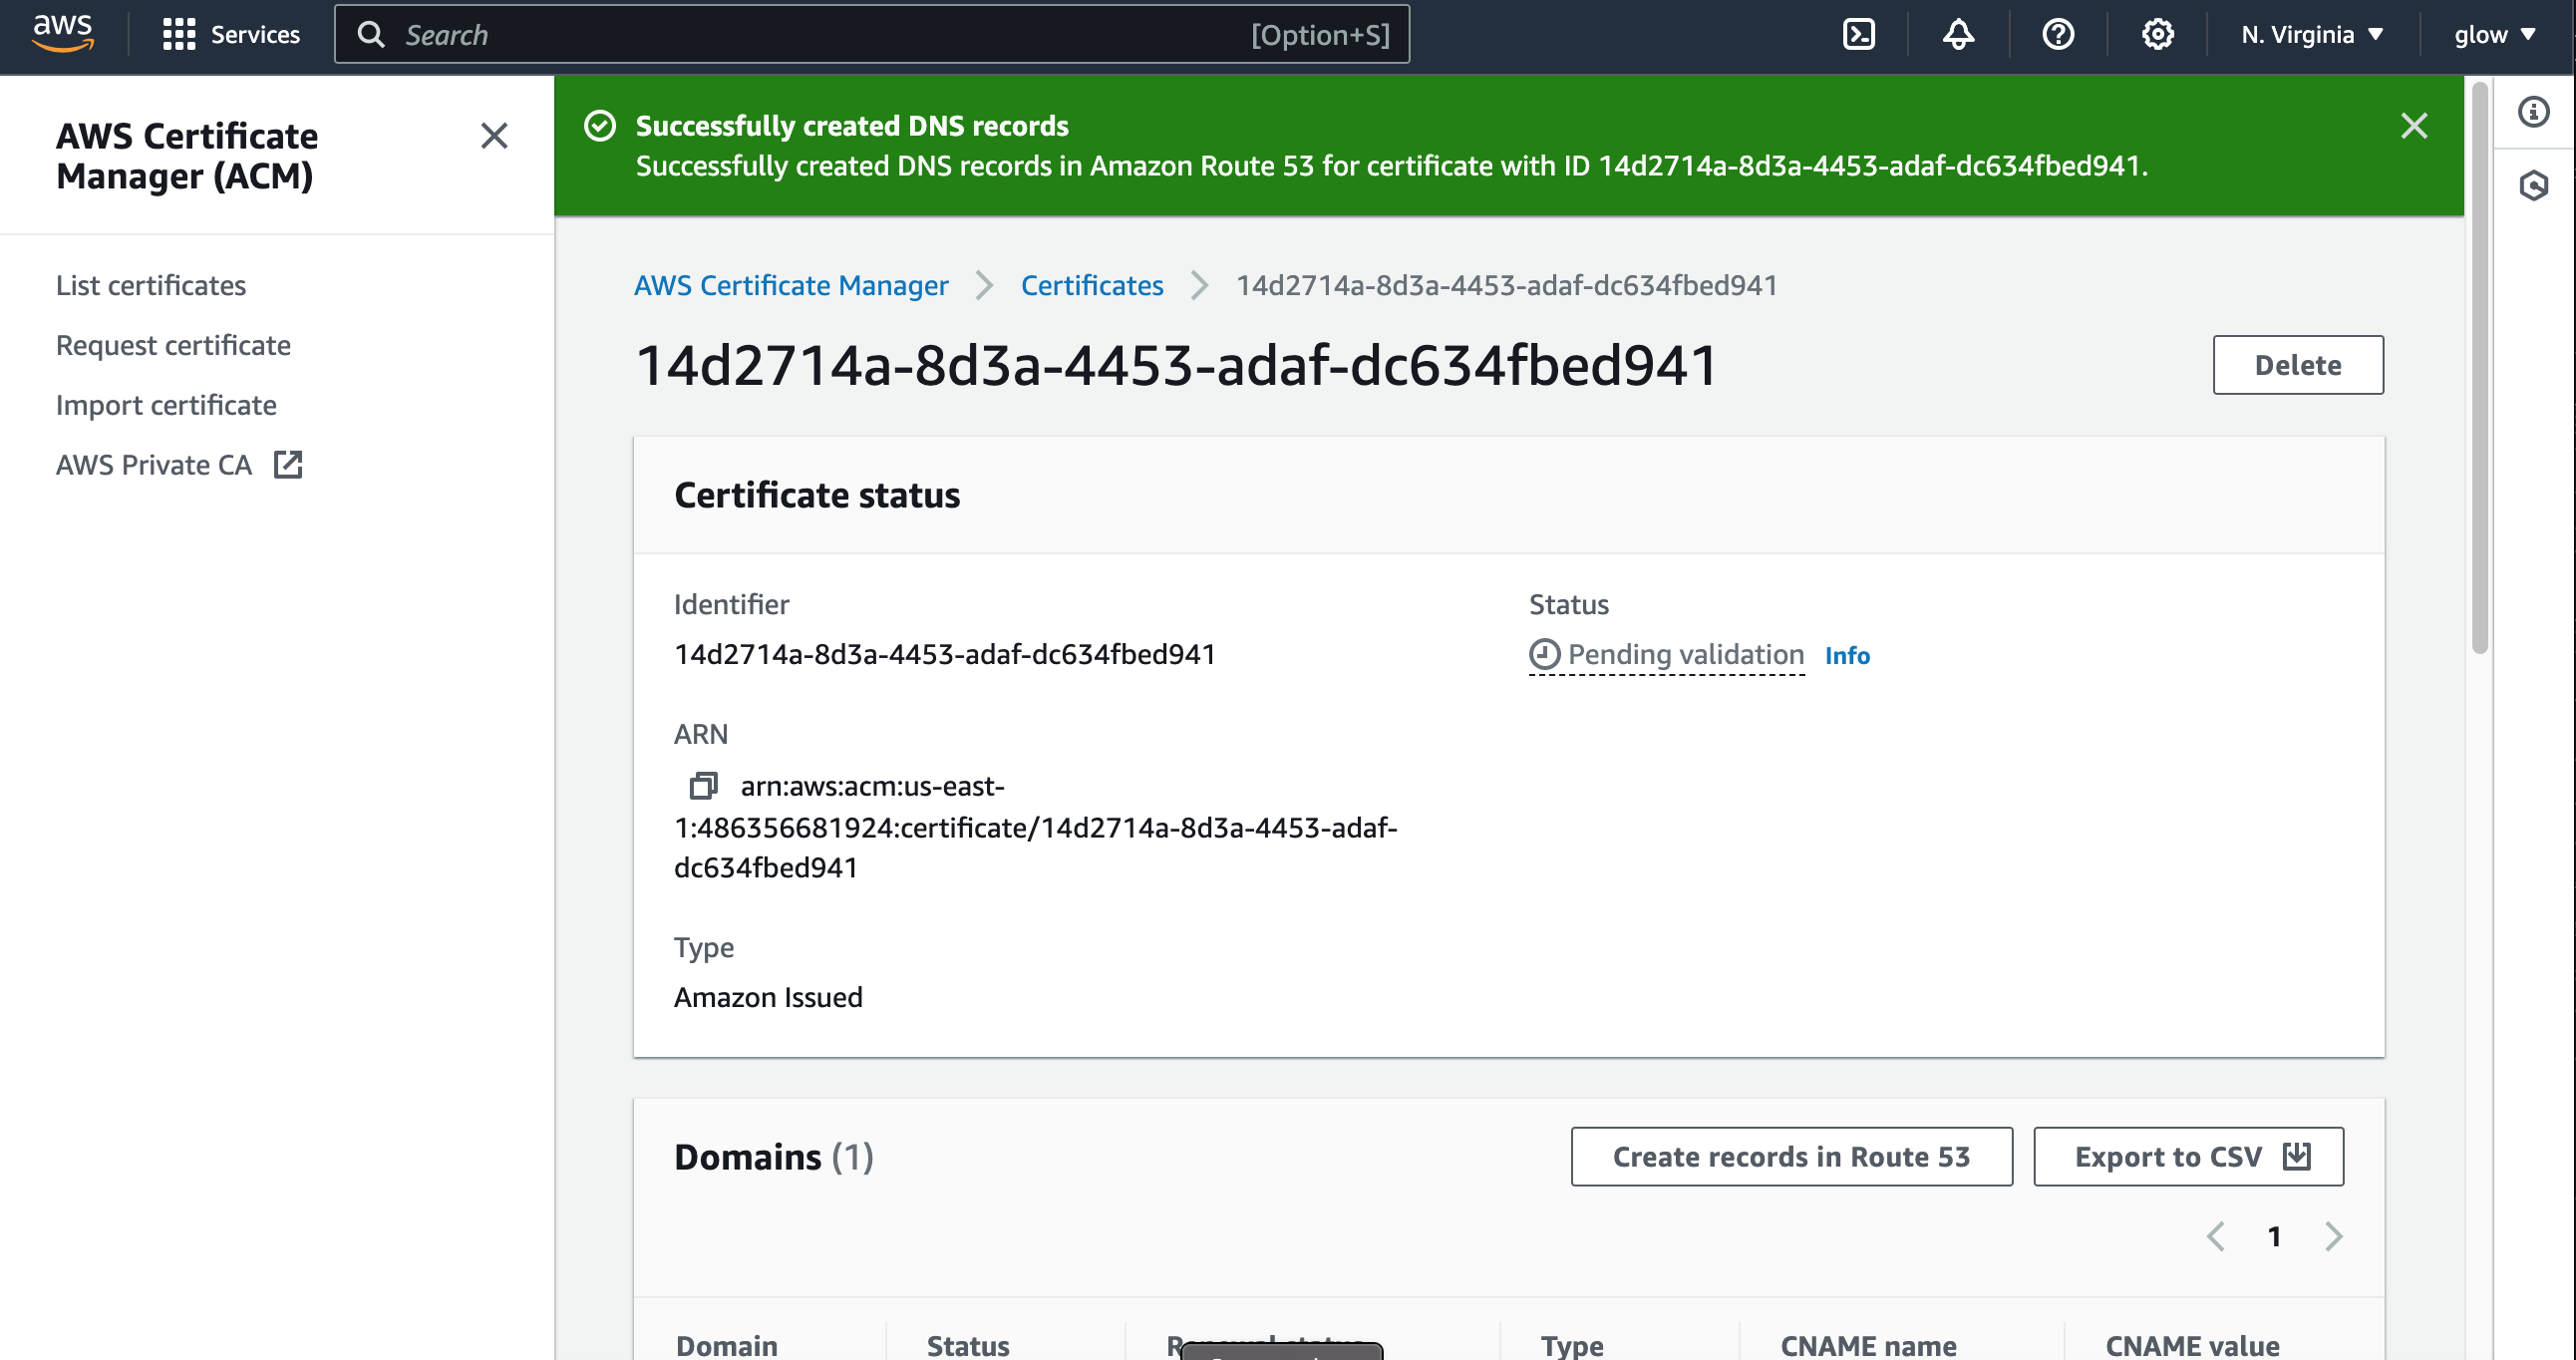 aws
Services
Search
[Option+S]
N. Virginia
glow
AWS Certificate
Manager (ACM)
List certificates
Request certificate
Import certificate
AWS Private CA
Successfully created DNS records
Successfully created DNS records in Amazon Route 53 for certificate with ID 14d2714a-8d3a-4453-adaf-dc634fbed941.
AWS Certificate Manager
Certificates
14d2714a-8d3a-4453-adaf-dc634fbed941
14d2714a-8d3a-4453-adaf-dc634fbed941
Delete
Certificate status
Identifier
14d2714a-8d3a-4453-adaf-dc634fbed941
Status
Pending validation
Info
ARN
arn:aws:acm:us-east-
1:486356681924:certificate/14d2714a-8d3a-4453-adaf-
dc634fbed941
Type
Amazon Issued
Domains (1)
Create records in Route 53
Export to CSV
1
Domain
Status
Renewal status
Type
CNAME name
CNAME value